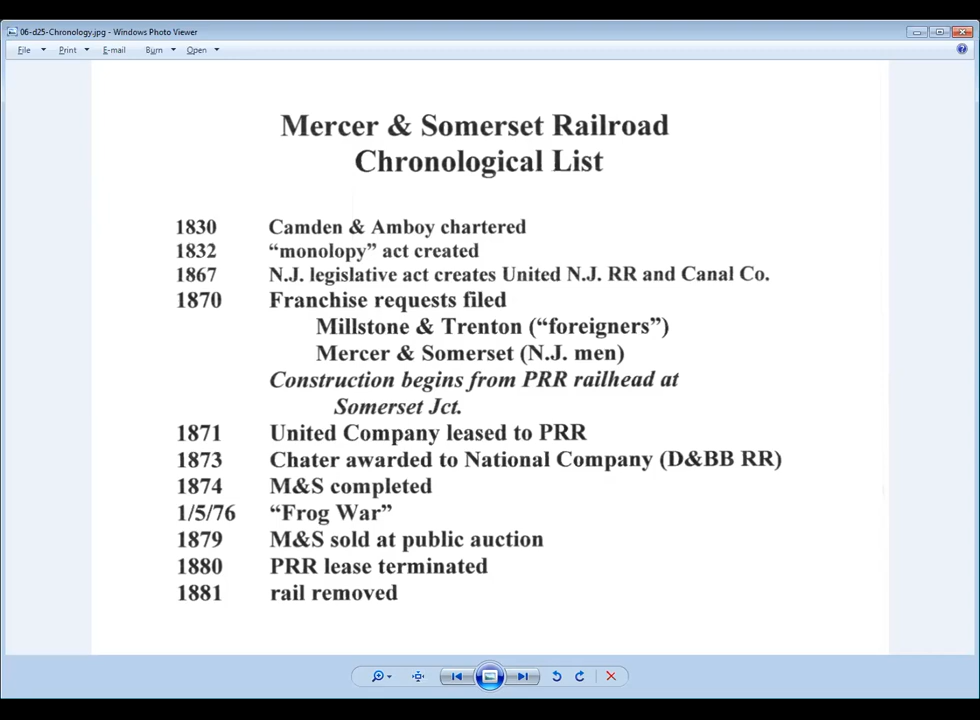 06-d25-Chronology.jpg - Windows Photo Viewer
File Print E-mail Burn Open
Mercer & Somerset Railroad
Chronological List
1830 Camden & Amboy chartered
1832 “monolopy” act created
1867 N.J. legislative act creates United N.J. RR and Canal Co.
1870 Franchise requests filed
Millstone & Trenton (“foreigners”)
Mercer & Somerset (N.J. men)
Construction begins from PRR railhead at
Somerset Jct.
1871 United Company leased to PRR
1873 Chater awarded to National Company (D&BB RR)
1874 M&S completed
1/5/76 “Frog War”
1879 M&S sold at public auction
1880 PRR lease terminated
1881 rail removed